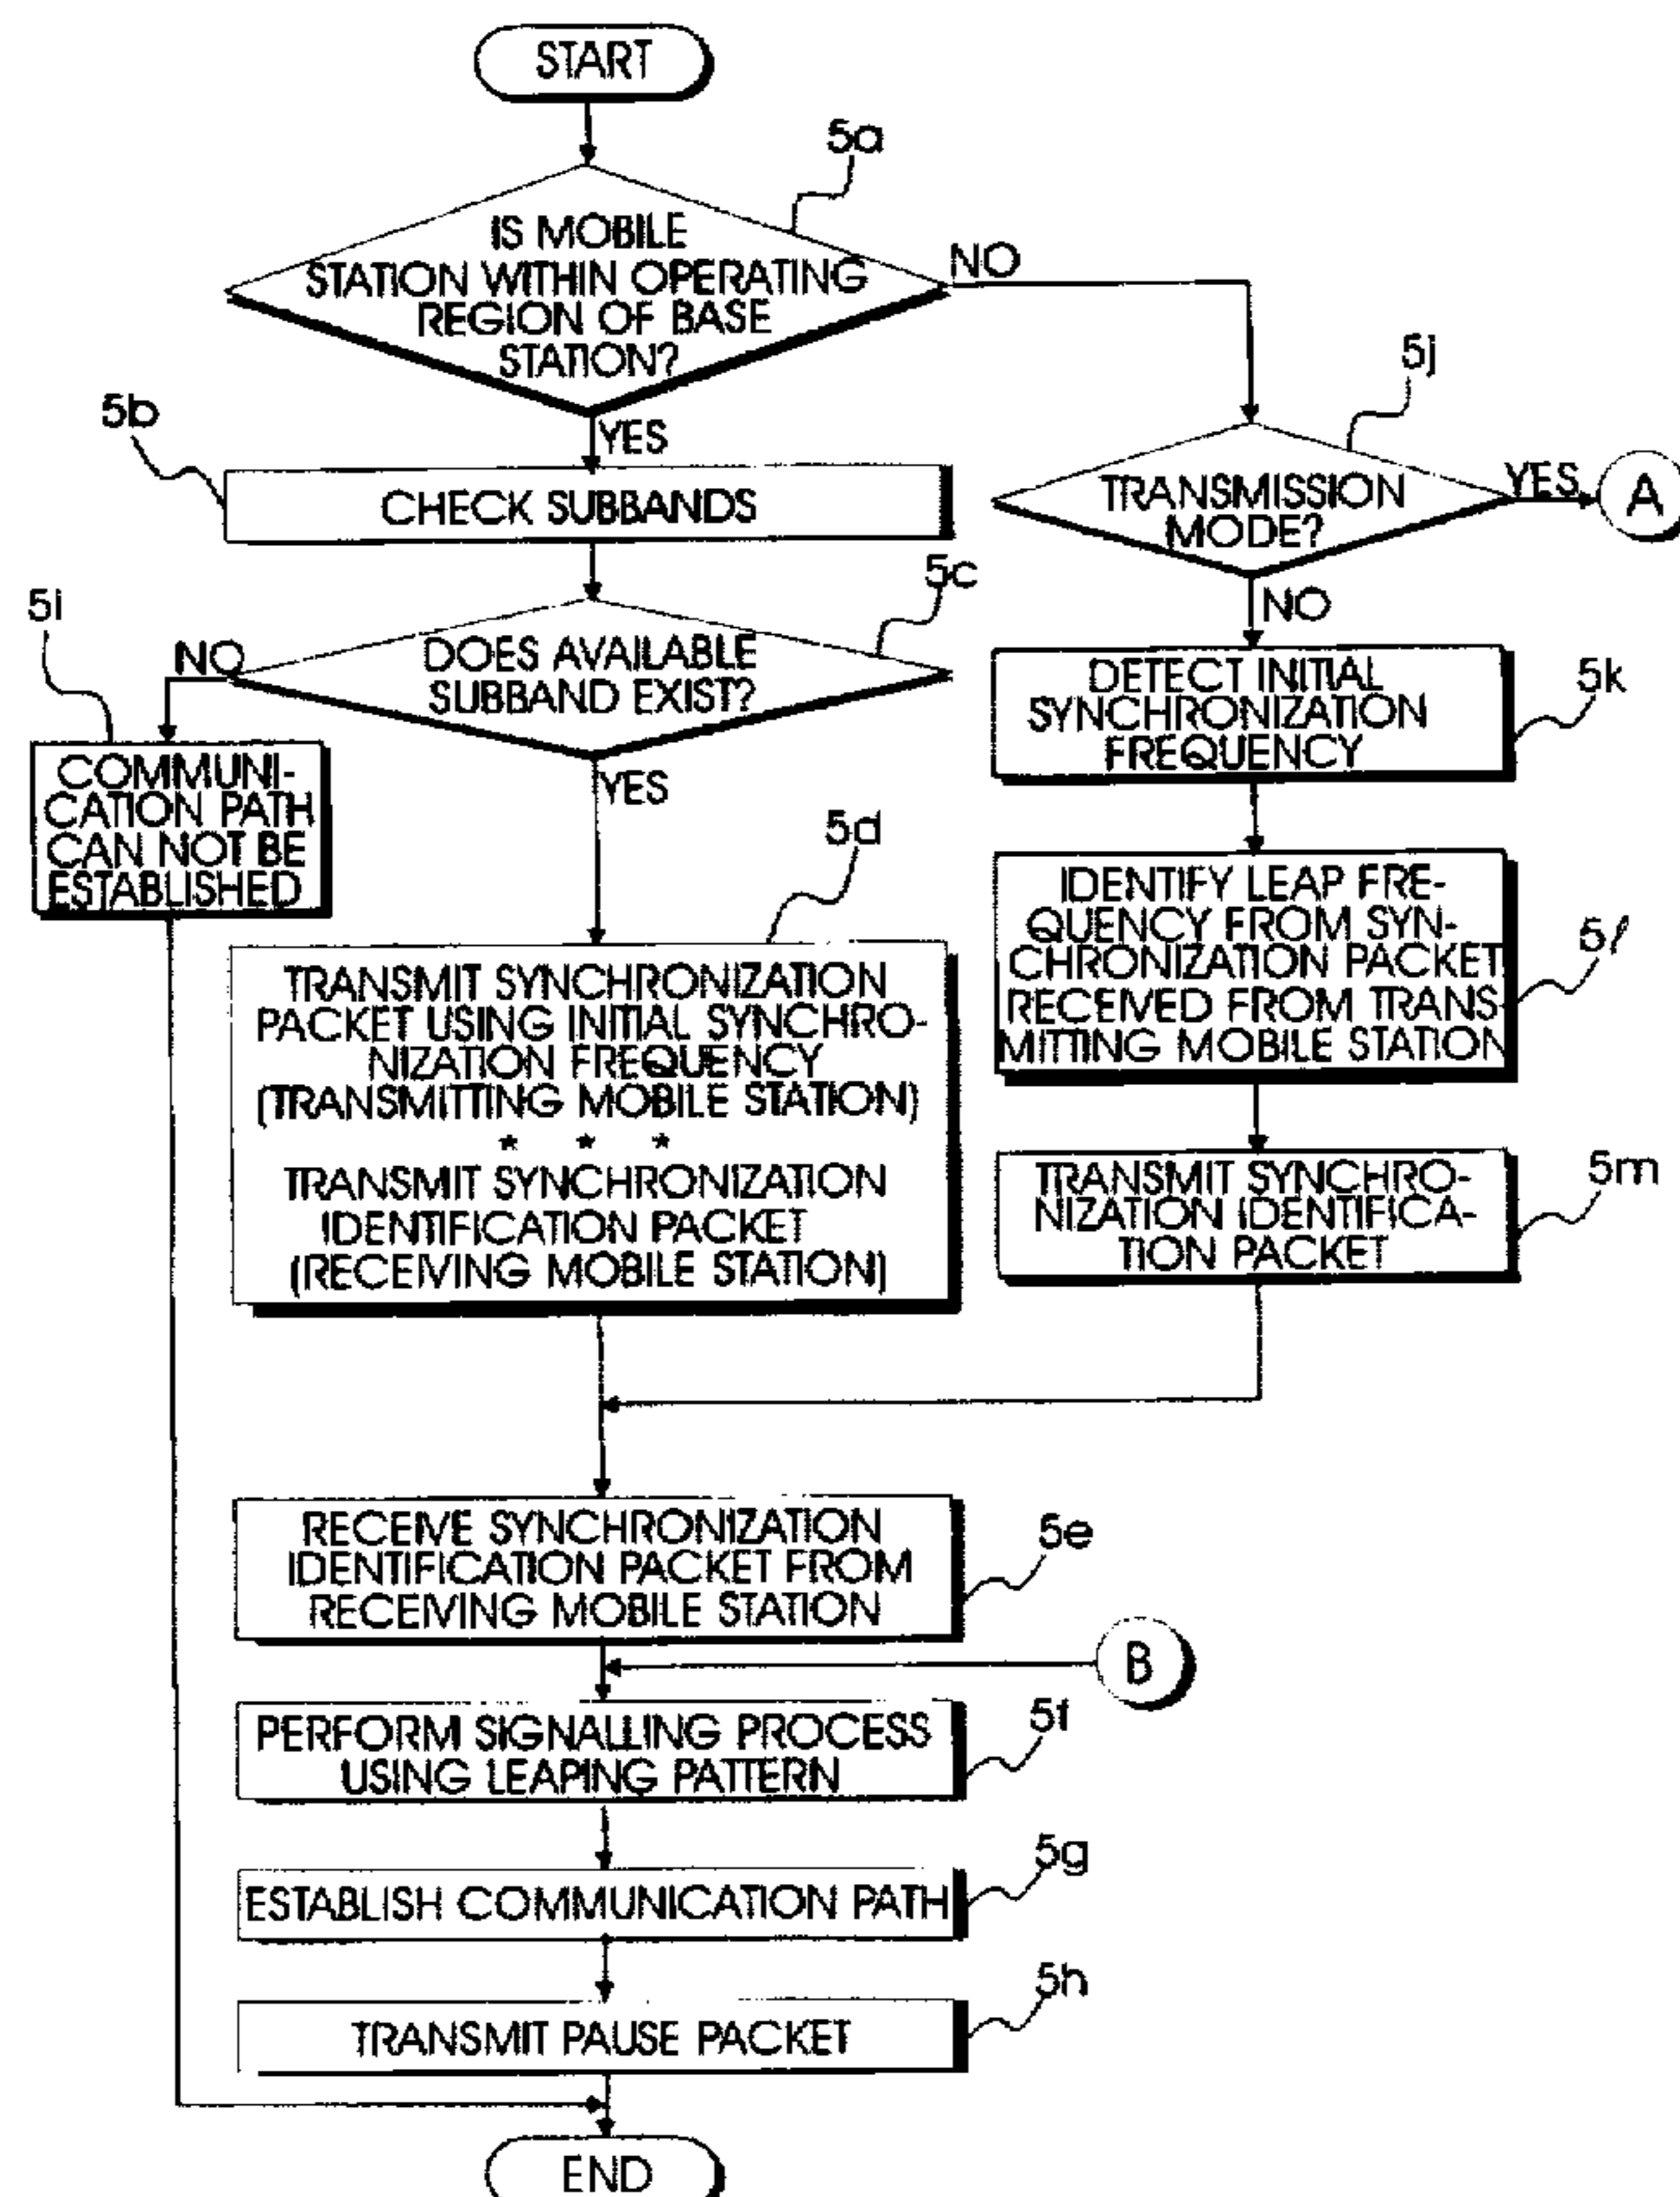 START
5a
IS MOBILE
STATION WITHIN OPERATING
REGION OF BASE
STATION?
NO
YES
5j
TRANSMISSION
MODE?
YES
A
NO
5b
CHECK SUBBANDS
5c
DOES AVAILABLE
SUBBAND EXIST?
NO
YES
5i
COMMUNI-
CATION PATH
CAN NOT BE
ESTABLISHED
5k
DETECT INITIAL
SYNCHRONIZATION
FREQUENCY
5d
TRANSMIT SYNCHRONIZATION
PACKET USING INITIAL SYNCHRO-
NIZATION FREQUENCY
(TRANSMITTING MOBILE STATION)
* * *
TRANSMIT SYNCHRONIZATION
IDENTIFICATION PACKET
(RECEIVING MOBILE STATION)
5l
IDENTIFY LEAP FRE-
QUENCY FROM SYN-
CHRONIZATION PACKET
RECEIVED FROM TRANS-
MITTING MOBILE STATION
5m
TRANSMIT SYNCHRO-
NIZATION IDENTIFICA-
TION PACKET
5e
RECEIVE SYNCHRONIZATION
IDENTIFICATION PACKET FROM
RECEIVING MOBILE STATION
B
5f
PERFORM SIGNALLING PROCESS
USING LEAPING PATTERN
5g
ESTABLISH COMMUNICATION PATH
5h
TRANSMIT PAUSE PACKET
END